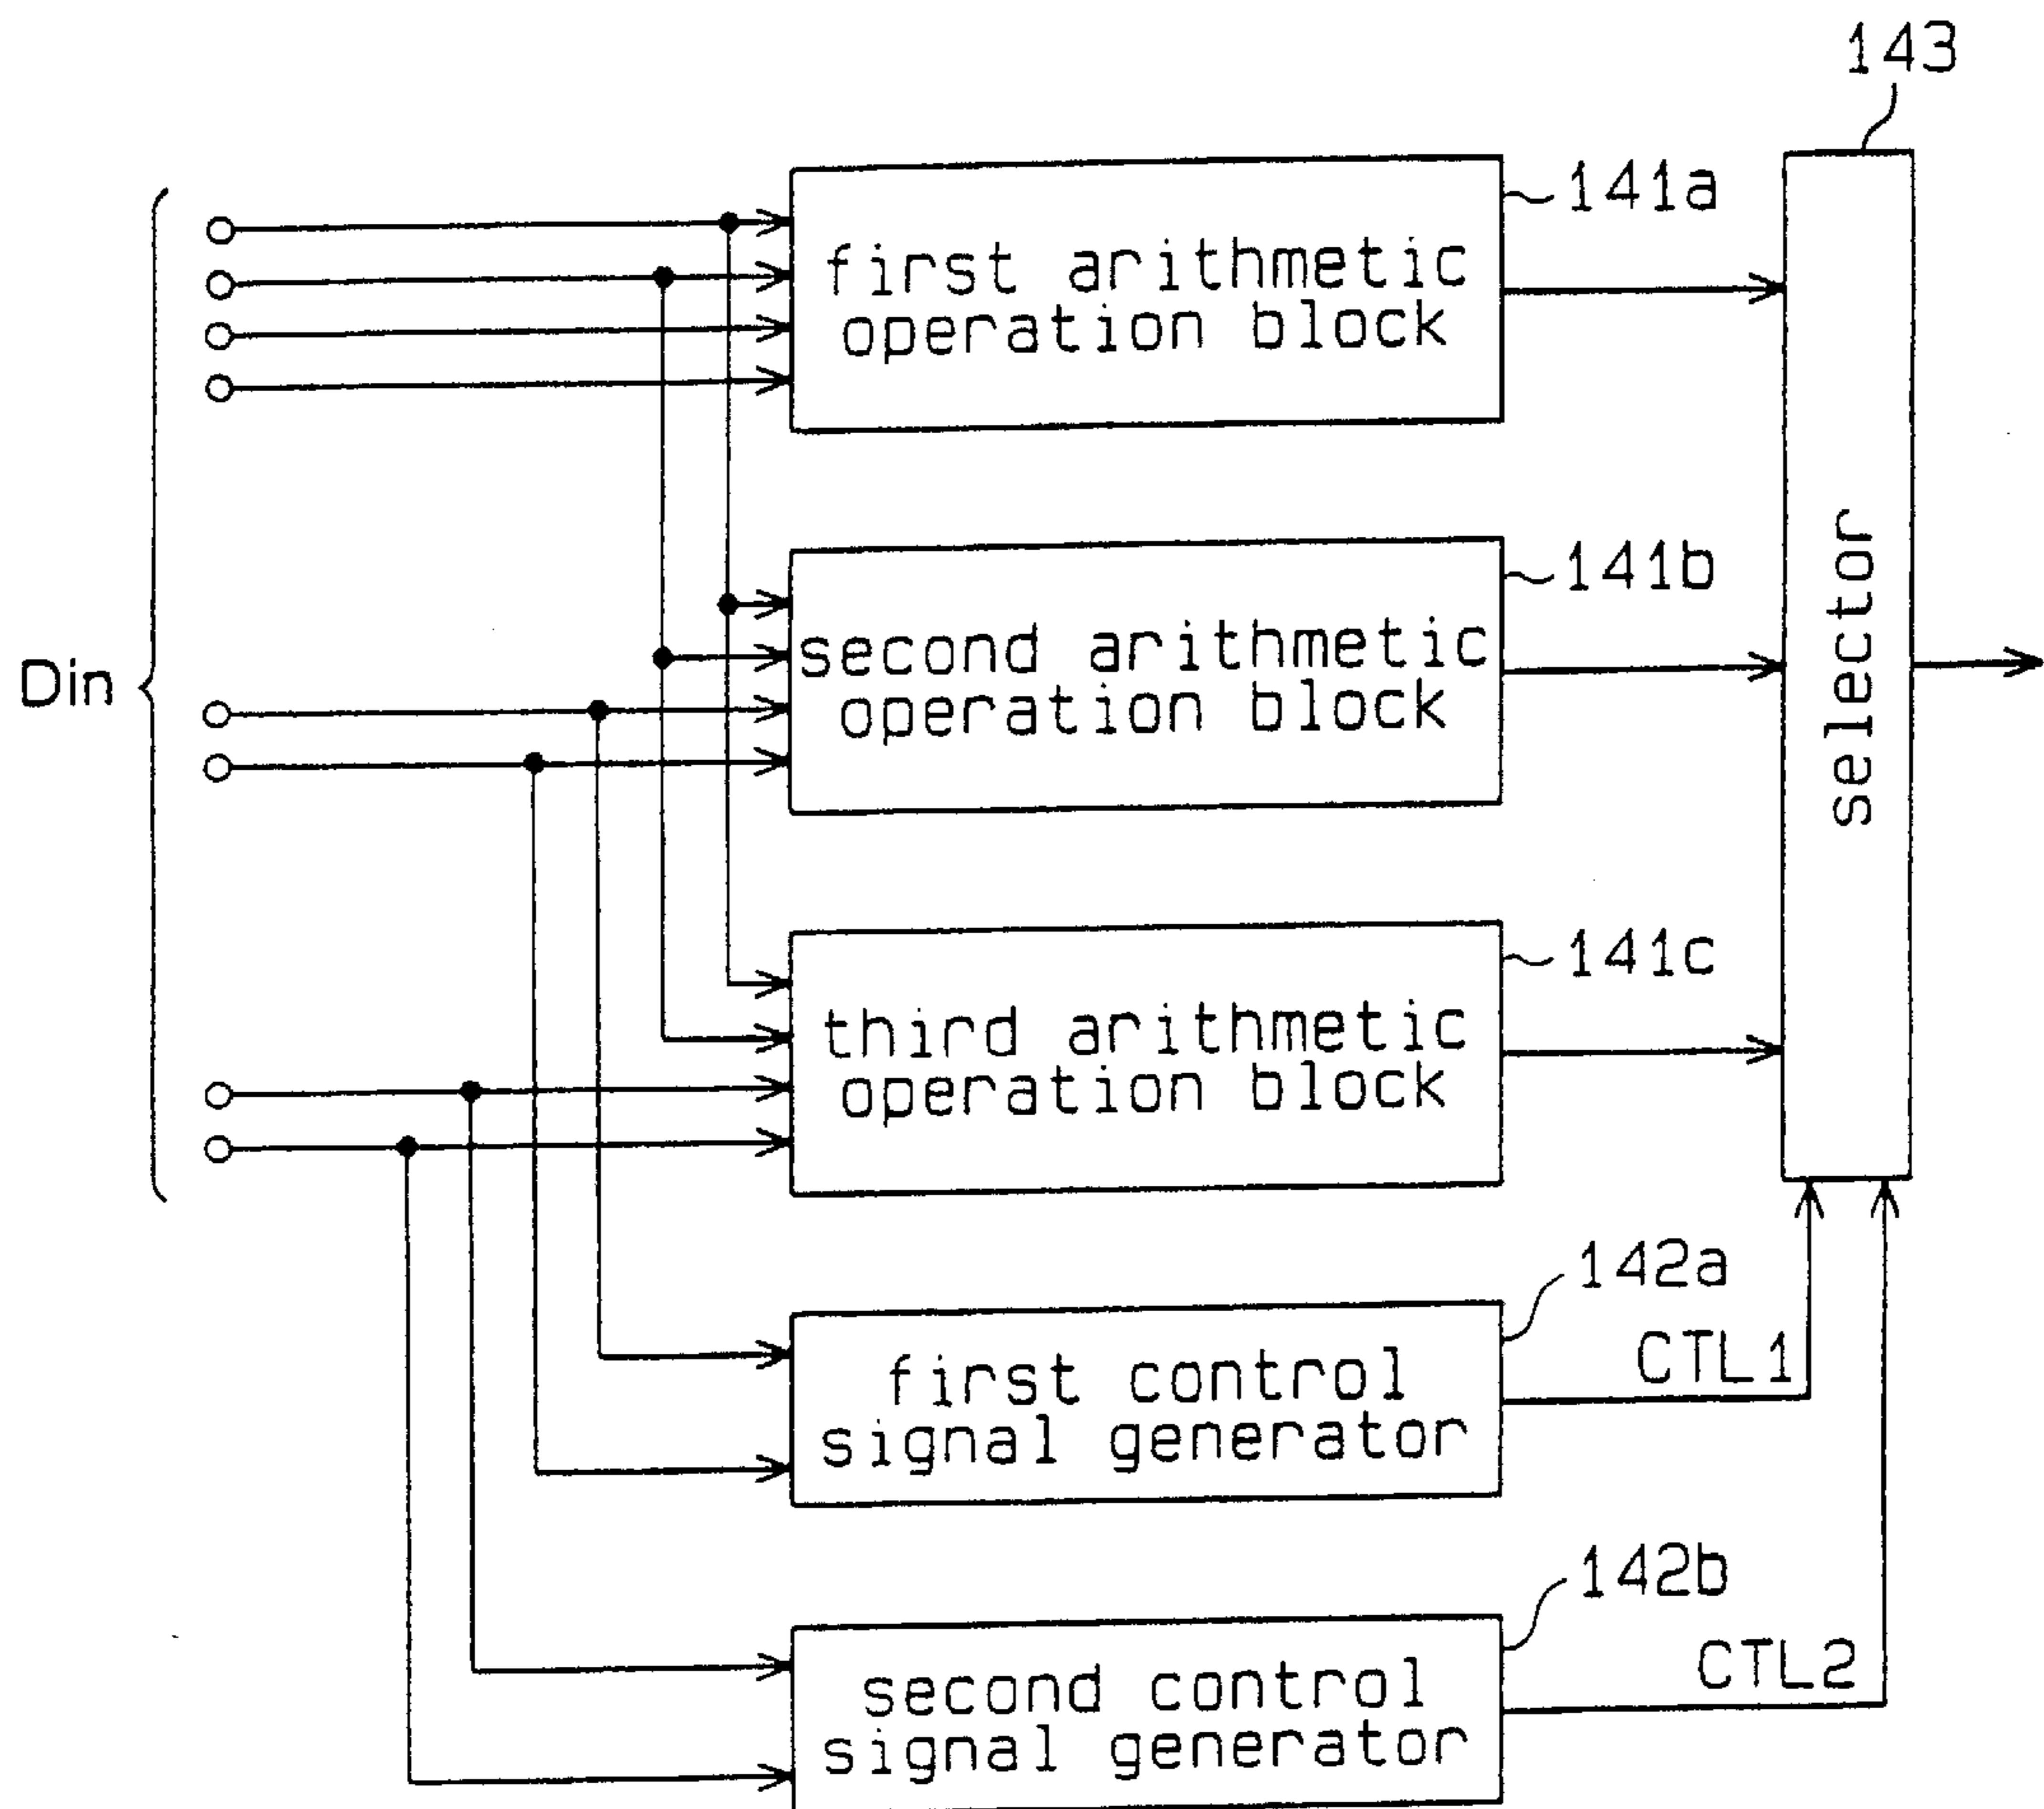 143
141a
first arithmetic
operation block
141b
second arithmetic
operation block
Din
selector
141c
third arithmetic
operation block
142a
CTL1
first control
signal generator
142b
CTL2
second control
signal generator